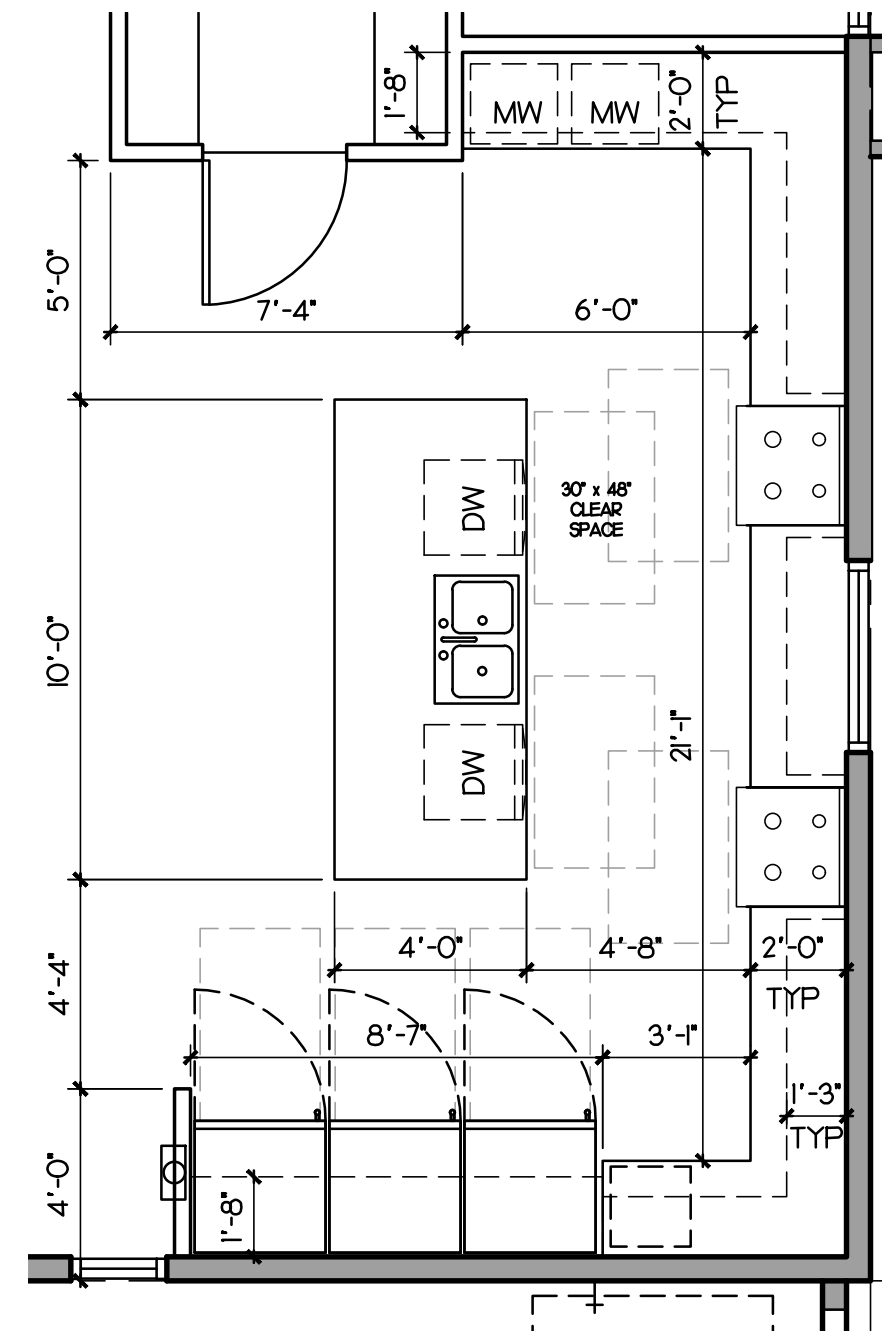 1'-8"
MW
MW
2'-0"
TYP
5'-0"
7'-4"
6'-0"
DW
30" x 48"
CLEAR
SPACE
10'-0"
21'-1"
DW
4'-0"
4'-8"
2'-0"
TYP
4'-4"
8'-7"
3'-1"
1'-3"
TYP
4'-0"
1'-8"